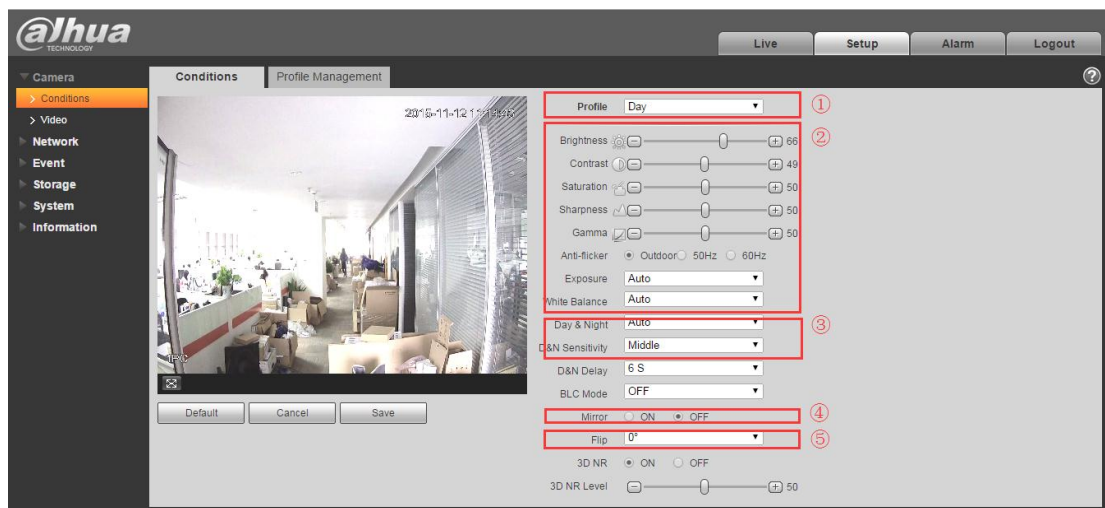 alhua
TECHNOLOGY
Live Setup Alarm Logout
Camera
Conditions
Video
Network
Event
Storage
System
Information
Conditions Profile Management
IPC
Default Cancel Save
Profile Day ①
②
Brightness 66
Contrast 49
Saturation 50
Sharpness 50
Gamma 50
Anti-flicker Outdoor 50Hz 60Hz
Exposure Auto
White Balance Auto
Day & Night Auto ③
D&N Sensitivity Middle
D&N Delay 6 S
BLC Mode OFF
Mirror ON OFF ④
Flip 0° ⑤
3D NR ON OFF
3D NR Level 50